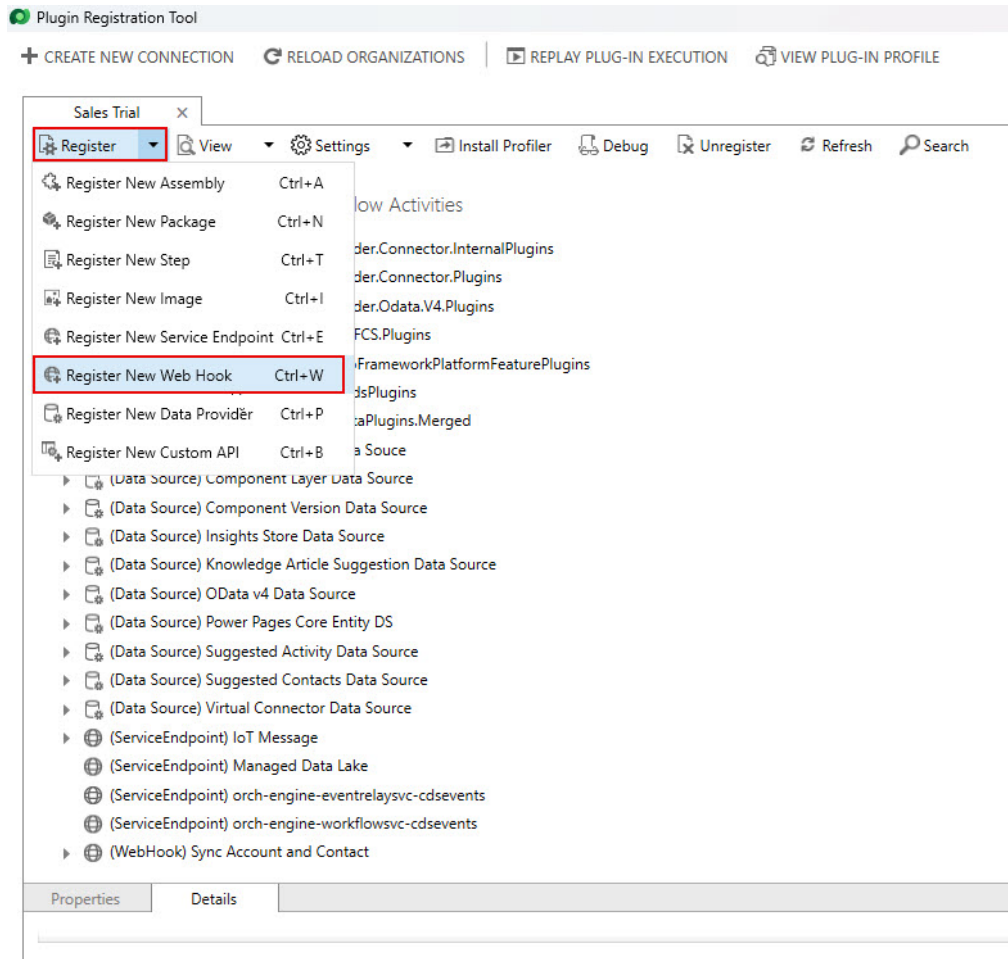 Plugin Registration Tool
CREATE NEW CONNECTION RELOAD ORGANIZATIONS REPLAY PLUG-IN EXECUTION VIEW PLUG-IN PROFILE
Sales Trial
Register View Settings Install Profiler Debug Unregister Refresh Search
Register New Assembly Ctrl+A
Register New Package Ctrl+N
low Activities
Register New Step Ctrl+T
der.Connector.InternalPlugins
der.Connector.Plugins
Register New Image Ctrl+I
der.Odata.V4.Plugins
Register New Service Endpoint Ctrl+E
FCS.Plugins
FrameworkPlatformFeaturePlugins
Register New Web Hook Ctrl+W
dsPlugins
Register New Data Provider Ctrl+P
taPlugins.Merged
Register New Custom API Ctrl+B
a Souce
(Data Source) Component Layer Data Source
(Data Source) Component Version Data Source
(Data Source) Insights Store Data Source
(Data Source) Knowledge Article Suggestion Data Source
(Data Source) OData v4 Data Source
(Data Source) Power Pages Core Entity DS
(Data Source) Suggested Activity Data Source
(Data Source) Suggested Contacts Data Source
(Data Source) Virtual Connector Data Source
(ServiceEndpoint) IoT Message
(ServiceEndpoint) Managed Data Lake
(ServiceEndpoint) orch-engine-eventrelaysvc-cdsevents
(ServiceEndpoint) orch-engine-workflowsvc-cdsevents
(WebHook) Sync Account and Contact
Properties Details